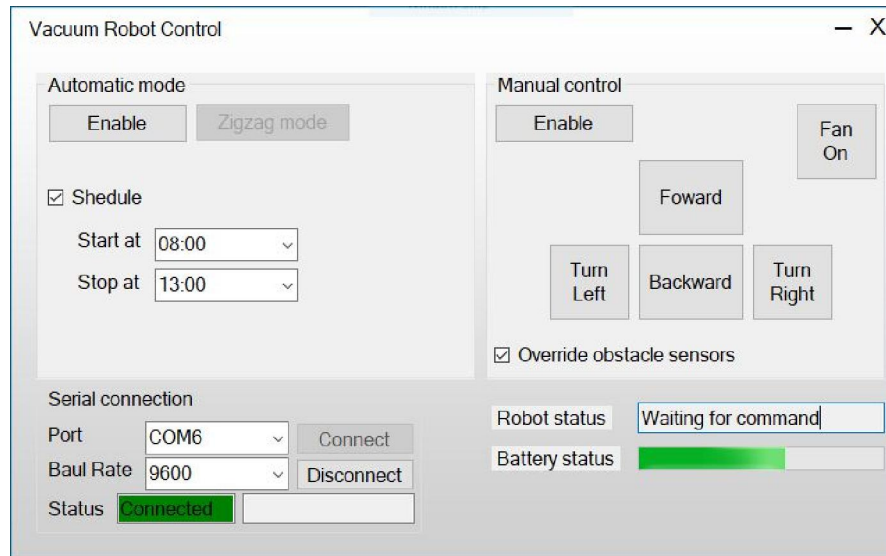 Vacuum Robot Control
Automatic mode
Enable
Zigzag mode
Shedule
Start at 08:00
Stop at 13:00
Manual control
Enable
Fan
On
Foward
Turn
Left
Backward
Turn
Right
Override obstacle sensors
Serial connection
Port COM6 Connect
Baul Rate 9600 Disconnect
Status Connected
Robot status Waiting for command
Battery status